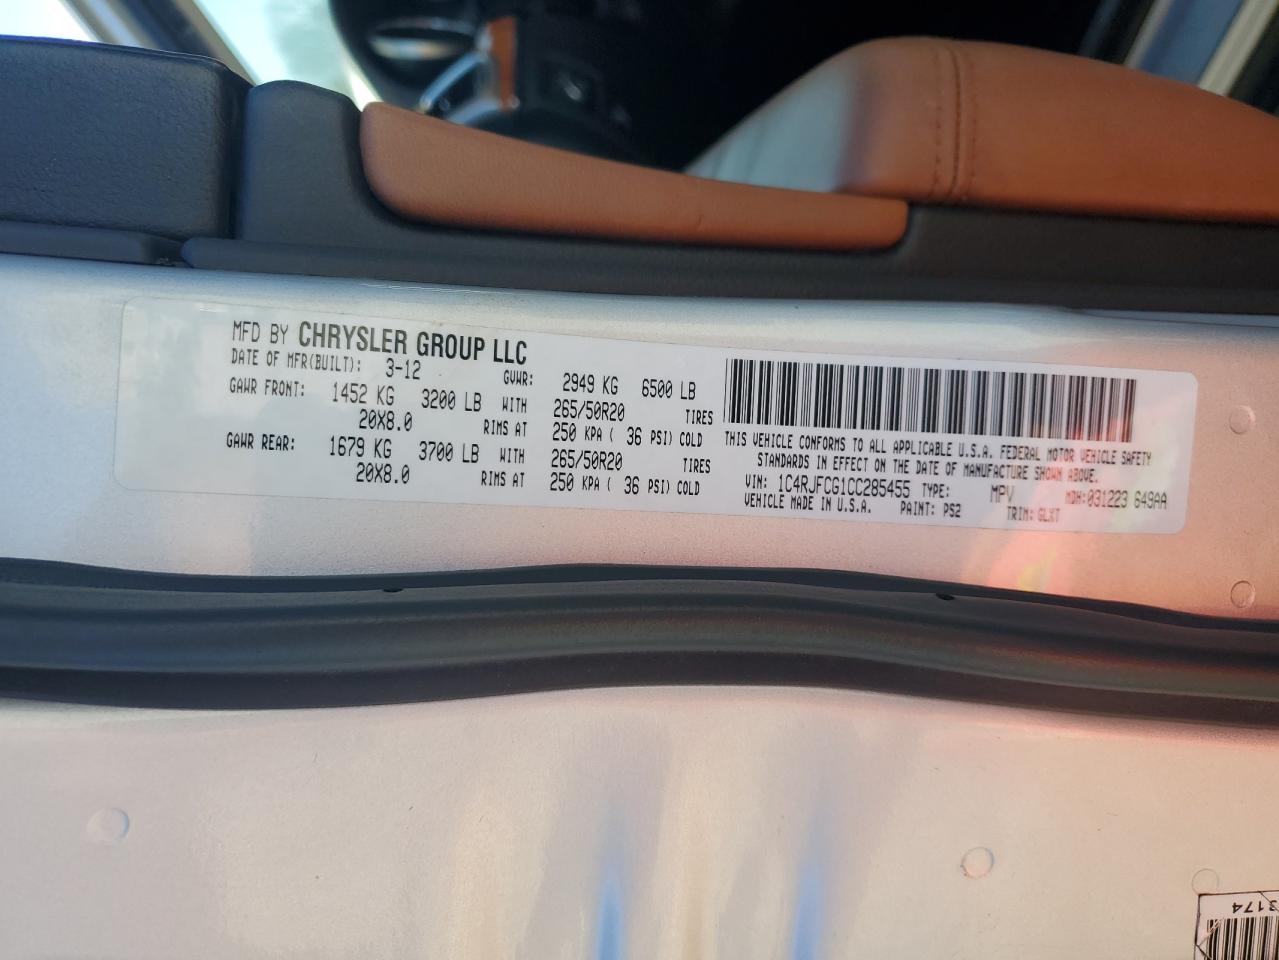 MFD BY CHRYSLER GROUP LLC
DATE OF MFR(BUILT): 3-12 GVWR: 2949 KG 6500 LB
GAWR FRONT: 1452 KG 3200 LB WITH 265/50R20 TIRES
20X8.0 RIMS AT 250 KPA ( 36 PSI) COLD
GAWR REAR: 1679 KG 3700 LB WITH 265/50R20 TIRES
20X8.0 RIMS AT 250 KPA ( 36 PSI) COLD
THIS VEHICLE CONFORMS TO ALL APPLICABLE U.S.A. FEDERAL MOTOR VEHICLE SAFETY
STANDARDS IN EFFECT ON THE DATE OF MANUFACTURE SHOWN ABOVE.
VIN: 1C4RJFCG1CC285455 TYPE: MPV MDH:031223 649AA
VEHICLE MADE IN U.S.A. PAINT: PS2 TRIM: GLXT
3174